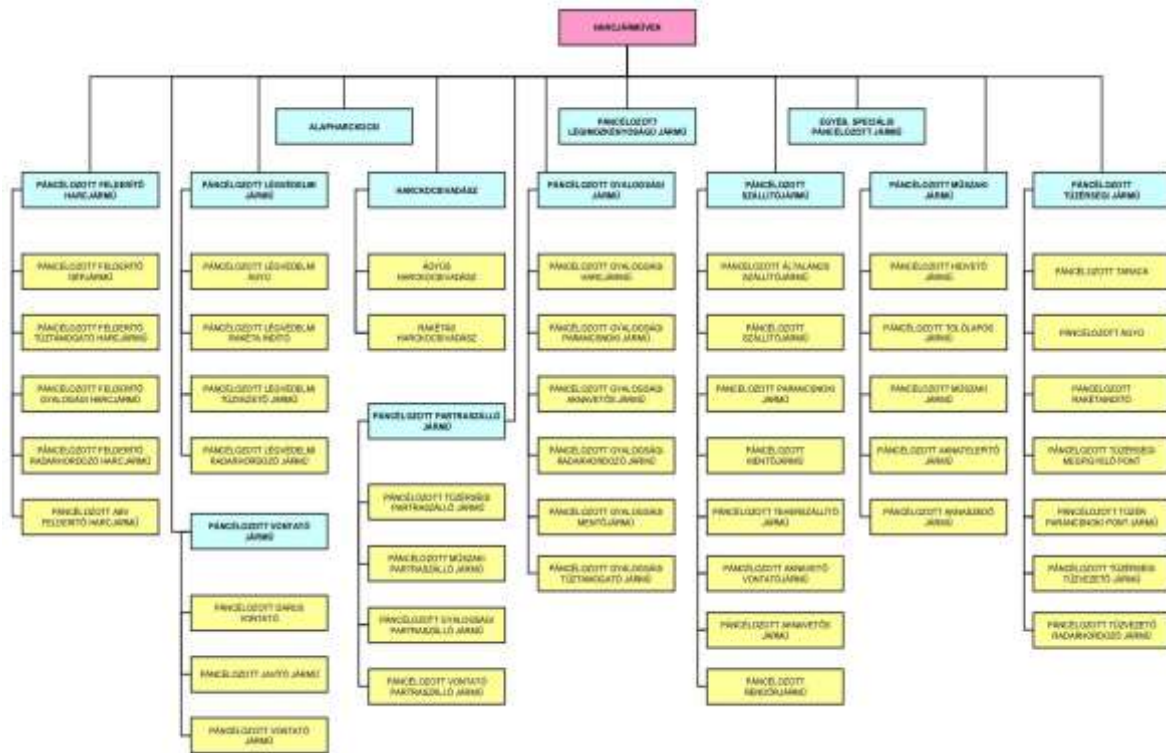 HARCJÁRMŰVEK
ALAPHARCKOCSI
PÁNCÉLOZOTT
LÉGIMOZKÉNYSÁGÚ JÁRMŰ
EGYÉB, SPECIÁLIS
PÁNCÉLOZOTT JÁRMŰ
PÁNCÉLOZOTT FELDERÍTŐ
HARCJÁRMŰ
PÁNCÉLOZOTT FELDERÍTŐ
PÁNCÉLOZOTT FELDERÍTŐ
TŰZTÁMOGATÓ HARCJÁRMŰ
PÁNCÉLOZOTT FELDERÍTŐ
GYALOGSÁGI HARCJÁRMŰ
PÁNCÉLOZOTT FELDERÍTŐ
RADARHORDOZÓ HARCJÁRMŰ
PÁNCÉLOZOTT ABV
FELDERÍTŐ HARCJÁRMŰ
PÁNCÉLOZOTT LÉGVÉDELMI
JÁRMŰ
PÁNCÉLOZOTT LÉGVÉDELMI
ÁGYÚ
PÁNCÉLOZOTT LÉGVÉDELMI
RAKÉTA INDÍTÓ
PÁNCÉLOZOTT LÉGVÉDELMI
TŰZVEZETŐ JÁRMŰ
PÁNCÉLOZOTT LÉGVÉDELMI
RADARHORDOZÓ JÁRMŰ
PÁNCÉLOZOTT VONTATÓ
JÁRMŰ
PÁNCÉLOZOTT DARUS
VONTATÓ
PÁNCÉLOZOTT JAVÍTÓ JÁRMŰ
PÁNCÉLOZOTT VONTATÓ
JÁRMŰ
HARCKOCSIVADÁSZ
ÁGYÚS
HARCKOCSIVADÁSZ
RAKÉTÁS
HARCKOCSIVADÁSZ
PÁNCÉLOZOTT PARTRASZÁLLÓ
JÁRMŰ
PÁNCÉLOZOTT TÜZÉRSÉGI
PARTRASZÁLLÓ JÁRMŰ
PÁNCÉLOZOTT MŰSZAKI
PARTRASZÁLLÓ JÁRMŰ
PÁNCÉLOZOTT GYALOGSÁGI
PARTRASZÁLLÓ JÁRMŰ
PÁNCÉLOZOTT VONTATÓ
PARTRASZÁLLÓ JÁRMŰ
PÁNCÉLOZOTT GYALOGSÁGI
JÁRMŰ
PÁNCÉLOZOTT GYALOGSÁGI
HARCJÁRMŰ
PÁNCÉLOZOTT GYALOGSÁGI
PARANCSNOKI JÁRMŰ
PÁNCÉLOZOTT GYALOGSÁGI
AKNAVETŐS JÁRMŰ
PÁNCÉLOZOTT GYALOGSÁGI
RADARHORDOZÓ JÁRMŰ
PÁNCÉLOZOTT GYALOGSÁGI
MENTŐJÁRMŰ
PÁNCÉLOZOTT GYALOGSÁGI
TŰZTÁMOGATÓ JÁRMŰ
PÁNCÉLOZOTT
SZÁLLÍTÓJÁRMŰ
PÁNCÉLOZOTT ÁLTALÁNOS
SZÁLLÍTÓJÁRMŰ
PÁNCÉLOZOTT
SZÁLLÍTÓJÁRMŰ
PÁNCÉLOZOTT PARANCSNOKI
JÁRMŰ
PÁNCÉLOZOTT
MENTŐJÁRMŰ
PÁNCÉLOZOTT TEHERSZÁLLÍTÓ
JÁRMŰ
PÁNCÉLOZOTT AKNAVETŐ
VONTATÓJÁRMŰ
PÁNCÉLOZOTT AKNAVETŐS
JÁRMŰ
PÁNCÉLOZOTT
RENDŐRJÁRMŰ
PÁNCÉLOZOTT MŰSZAKI
JÁRMŰ
PÁNCÉLOZOTT HÍDVETŐ
JÁRMŰ
PÁNCÉLOZOTT TOLÓLAPOS
JÁRMŰ
PÁNCÉLOZOTT MŰSZAKI
JÁRMŰ
PÁNCÉLOZOTT AKNATELEPÍTŐ
JÁRMŰ
PÁNCÉLOZOTT AKNASZEDŐ
JÁRMŰ
PÁNCÉLOZOTT
TÜZÉRSÉGI JÁRMŰ
PÁNCÉLOZOTT TARACK
PÁNCÉLOZOTT ÁGYÚ
PÁNCÉLOZOTT
RAKÉTAINDÍTÓ
PÁNCÉLOZOTT TÜZÉRSÉGI
MEGFIGYELŐ PONT
PÁNCÉLOZOTT TÜZÉR
PARANCSNOKI PONT JÁRMŰ
PÁNCÉLOZOTT TÜZÉRSÉGI
TŰZVEZETŐ JÁRMŰ
PÁNCÉLOZOTT TŰZVEZETŐ
RADARHORDOZÓ JÁRMŰ